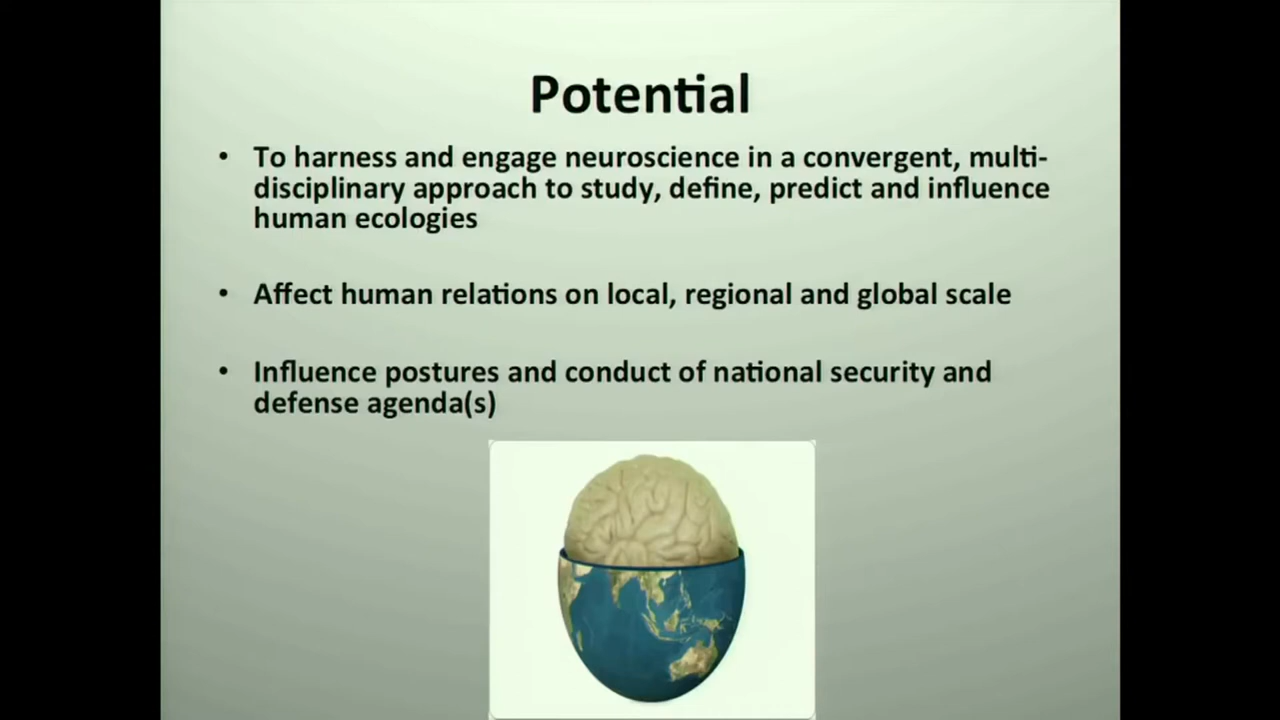 Potential
• To harness and engage neuroscience in a convergent, multi-
disciplinary approach to study, define, predict and influence
human ecologies
• Affect human relations on local, regional and global scale
• Influence postures and conduct of national security and
defense agenda(s)